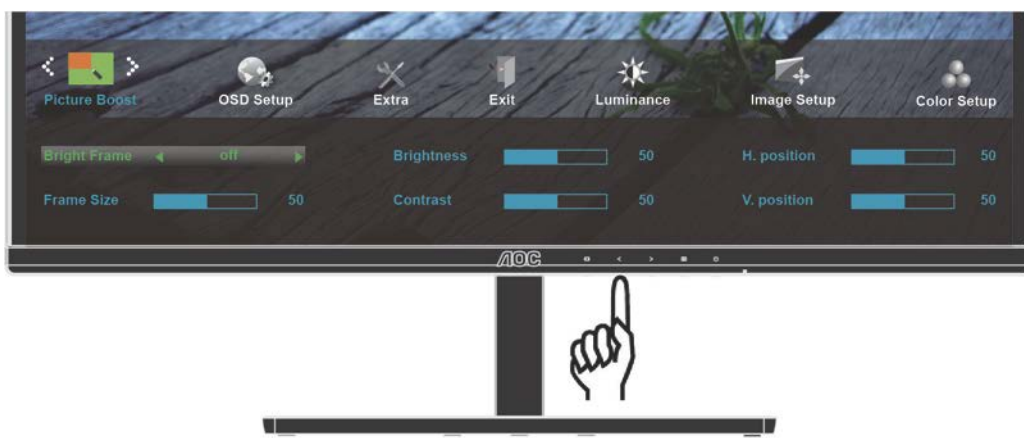 Picture Boost OSD Setup Extra Exit Luminance Image Setup Color Setup
Bright Frame off Brightness 50 H. position 50
Frame Size 50 Contrast 50 V. position 50
AOC